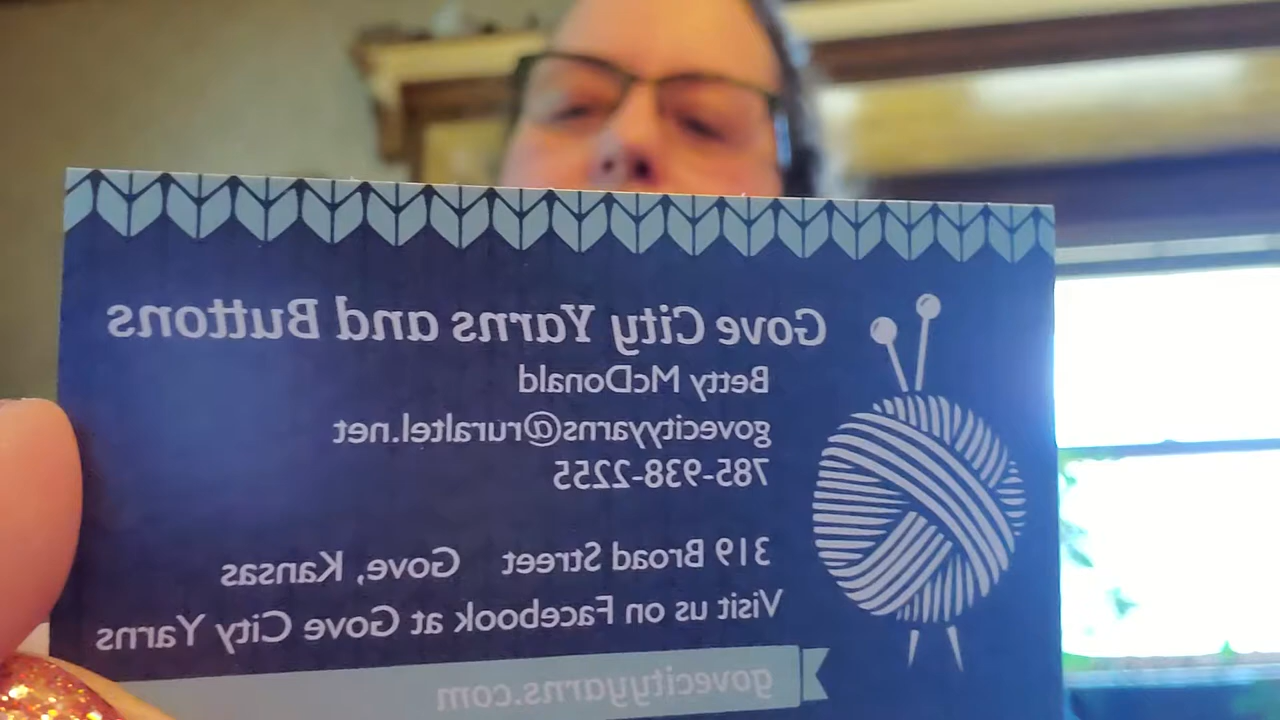 Gove City Yarns and Buttons
Betty McDonald
govecityyarns@ruraltel.net
785-938-2255
319 Broad Street Gove, Kansas
Visit us on Facebook at Gove City Yarns
govecityyarns.com